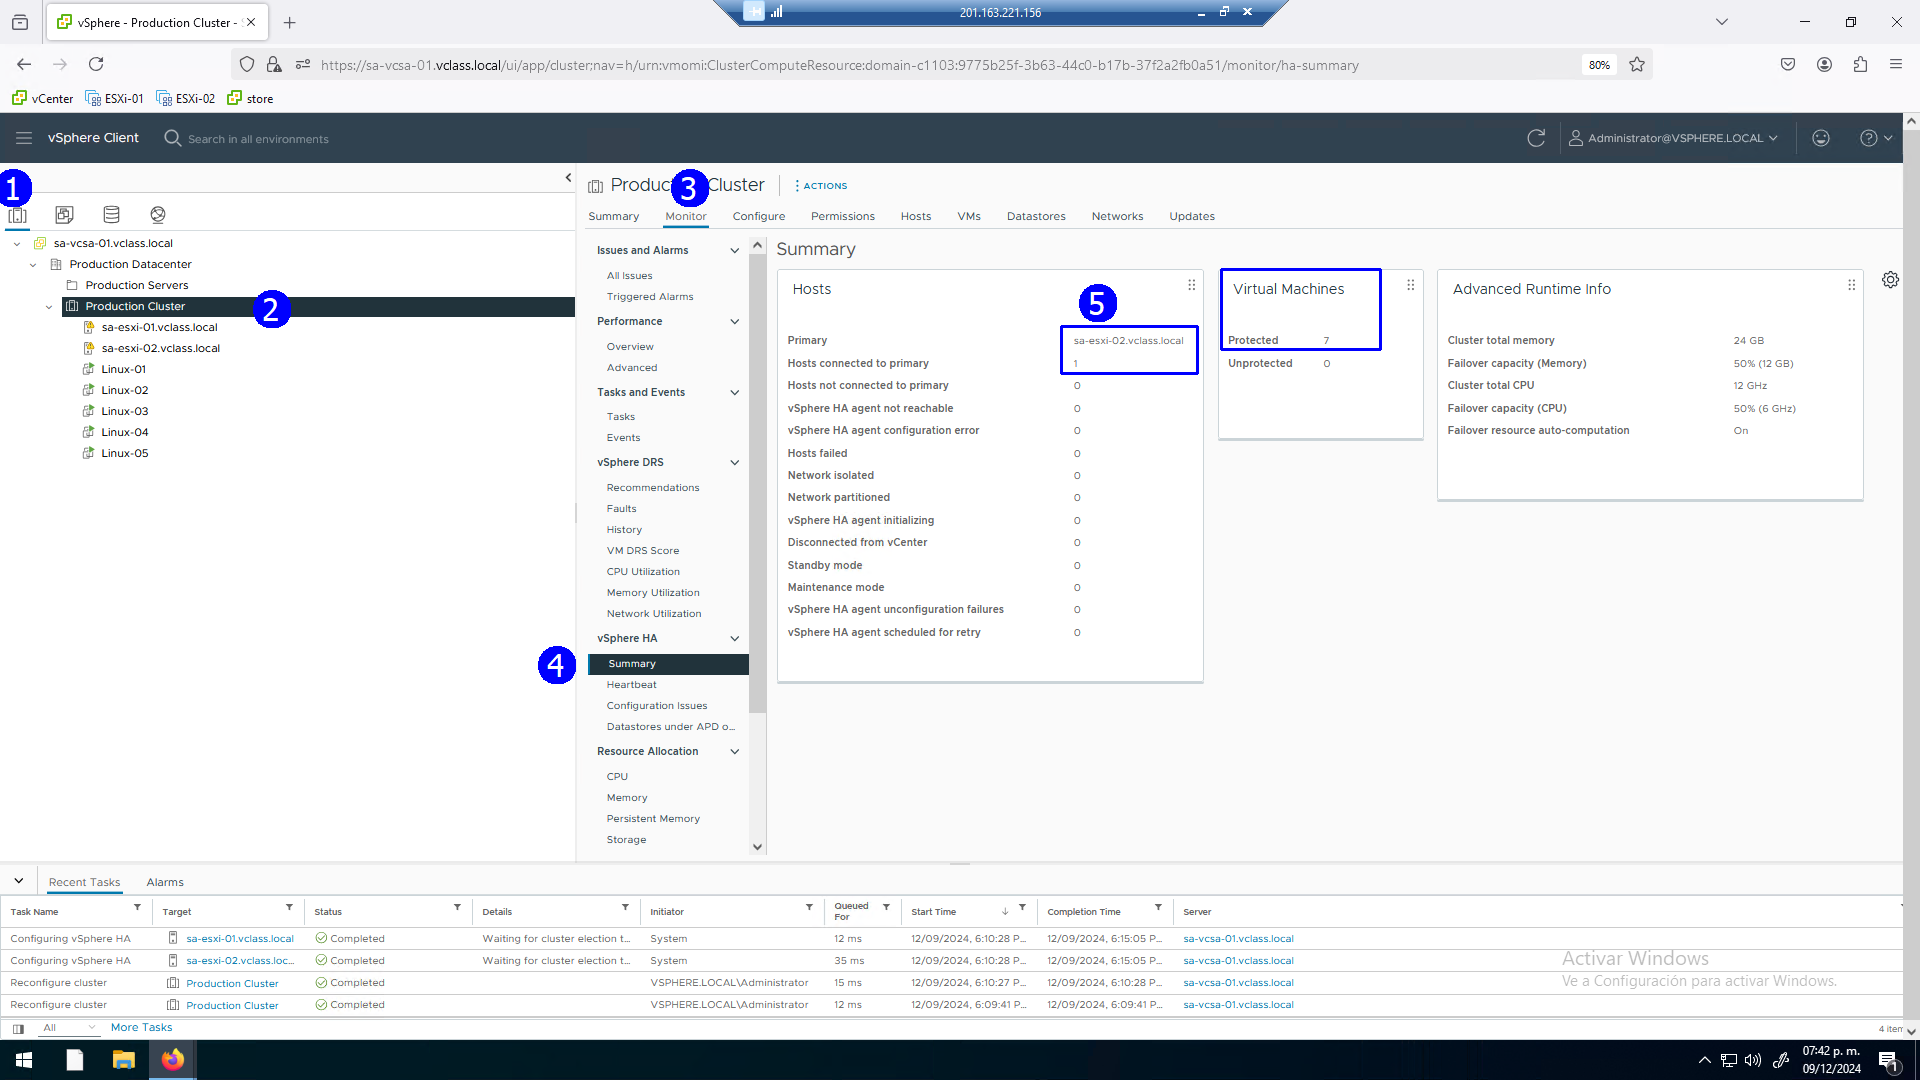 vSphere - Production Cluster -
201.163.221.156
https://sa-vcsa-01.vclass.local/ui/app/cluster;nav=h/urn:vmomi:ClusterComputeResource:domain-c1103:9775b25f-3b63-44c0-b17b-37f2a2fb0a51/monitor/ha-summary
80%
vCenter ESXi-01 ESXi-02 store
vSphere Client
Search in all environments
Administrator@VSPHERE.LOCAL
1
sa-vcsa-01.vclass.local
Production Datacenter
Production Servers
Production Cluster
2
sa-esxi-01.vclass.local
sa-esxi-02.vclass.local
Linux-01
Linux-02
Linux-03
Linux-04
Linux-05
Produc 3 Cluster
ACTIONS
Summary Monitor Configure Permissions Hosts VMs Datastores Networks Updates
Issues and Alarms
All Issues
Triggered Alarms
Performance
Overview
Advanced
Tasks and Events
Tasks
Events
vSphere DRS
Recommendations
Faults
History
VM DRS Score
CPU Utilization
Memory Utilization
Network Utilization
vSphere HA
4
Summary
Heartbeat
Configuration Issues
Datastores under APD o...
Resource Allocation
CPU
Memory
Persistent Memory
Storage
Summary
Hosts
5
Primary sa-esxi-02.vclass.local
Hosts connected to primary 1
Hosts not connected to primary 0
vSphere HA agent not reachable 0
vSphere HA agent configuration error 0
Hosts failed 0
Network isolated 0
Network partitioned 0
vSphere HA agent initializing 0
Disconnected from vCenter 0
Standby mode 0
Maintenance mode 0
vSphere HA agent unconfiguration failures 0
vSphere HA agent scheduled for retry 0
Virtual Machines
Protected 7
Unprotected 0
Advanced Runtime Info
Cluster total memory 24 GB
Failover capacity (Memory) 50% (12 GB)
Cluster total CPU 12 GHz
Failover capacity (CPU) 50% (6 GHz)
Failover resource auto-computation On
Recent Tasks Alarms
Task Name Target Status Details Initiator Queued For Start Time Completion Time Server
Configuring vSphere HA sa-esxi-01.vclass.local Completed Waiting for cluster election t... System 12 ms 12/09/2024, 6:10:28 P... 12/09/2024, 6:15:05 P... sa-vcsa-01.vclass.local
Configuring vSphere HA sa-esxi-02.vclass.loc... Completed Waiting for cluster election t... System 35 ms 12/09/2024, 6:10:28 P... 12/09/2024, 6:15:05 P... sa-vcsa-01.vclass.local
Reconfigure cluster Production Cluster Completed VSPHERE.LOCAL\Administrator 15 ms 12/09/2024, 6:10:27 P... 12/09/2024, 6:10:28 P... sa-vcsa-01.vclass.local
Reconfigure cluster Production Cluster Completed VSPHERE.LOCAL\Administrator 12 ms 12/09/2024, 6:09:41 P... 12/09/2024, 6:09:41 P... sa-vcsa-01.vclass.local
Activar Windows
Ve a Configuración para activar Windows.
All More Tasks
4 item
07:42 p. m.
09/12/2024
1